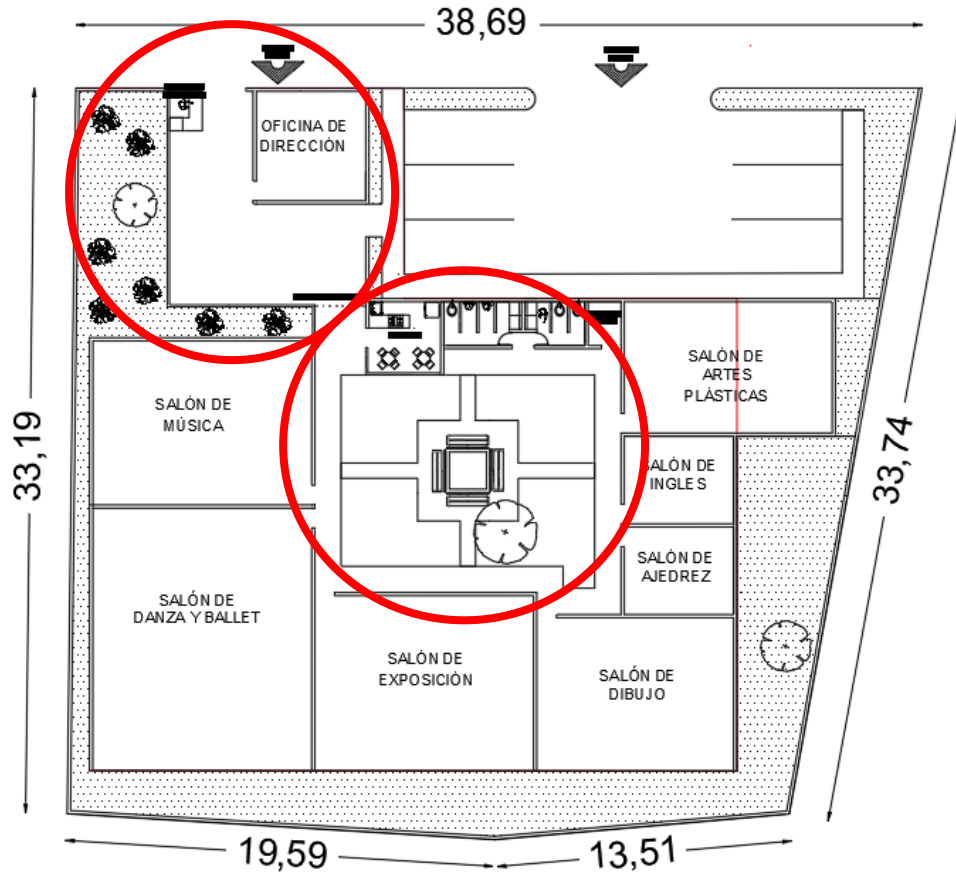 38,69
OFICINA DE
DIRECCIÓN
33,19
33,74
SALÓN DE
ARTES
PLÁSTICAS
SALÓN DE
MÚSICA
SALÓN DE
INGLES
SALÓN DE
AJEDREZ
SALÓN DE
DANZA Y BALLET
SALÓN DE
EXPOSICIÓN
SALÓN DE
DIBUJO
19,59
13,51